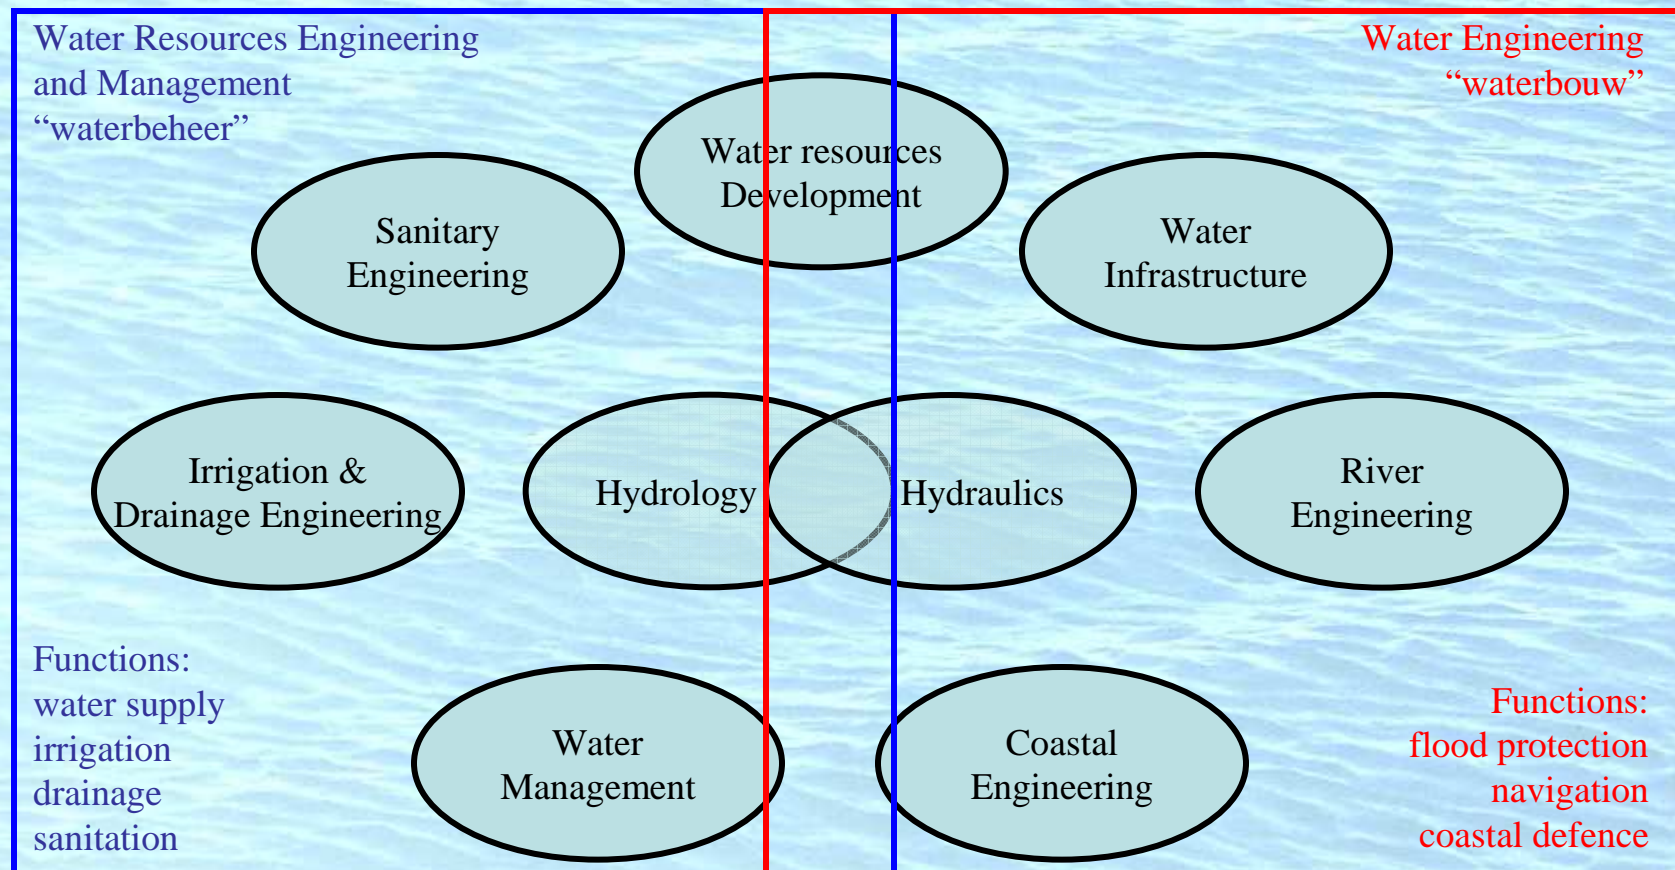 Water Resources Engineering
and Management
“waterbeheer”
Water Engineering
“waterbouw”
Water resources
Development
Sanitary
Engineering
Water
Infrastructure
Irrigation &
Drainage Engineering
Hydrology
Hydraulics
River
Engineering
Water
Management
Coastal
Engineering
Functions:
water supply
irrigation
drainage
sanitation
Functions:
flood protection
navigation
coastal defence